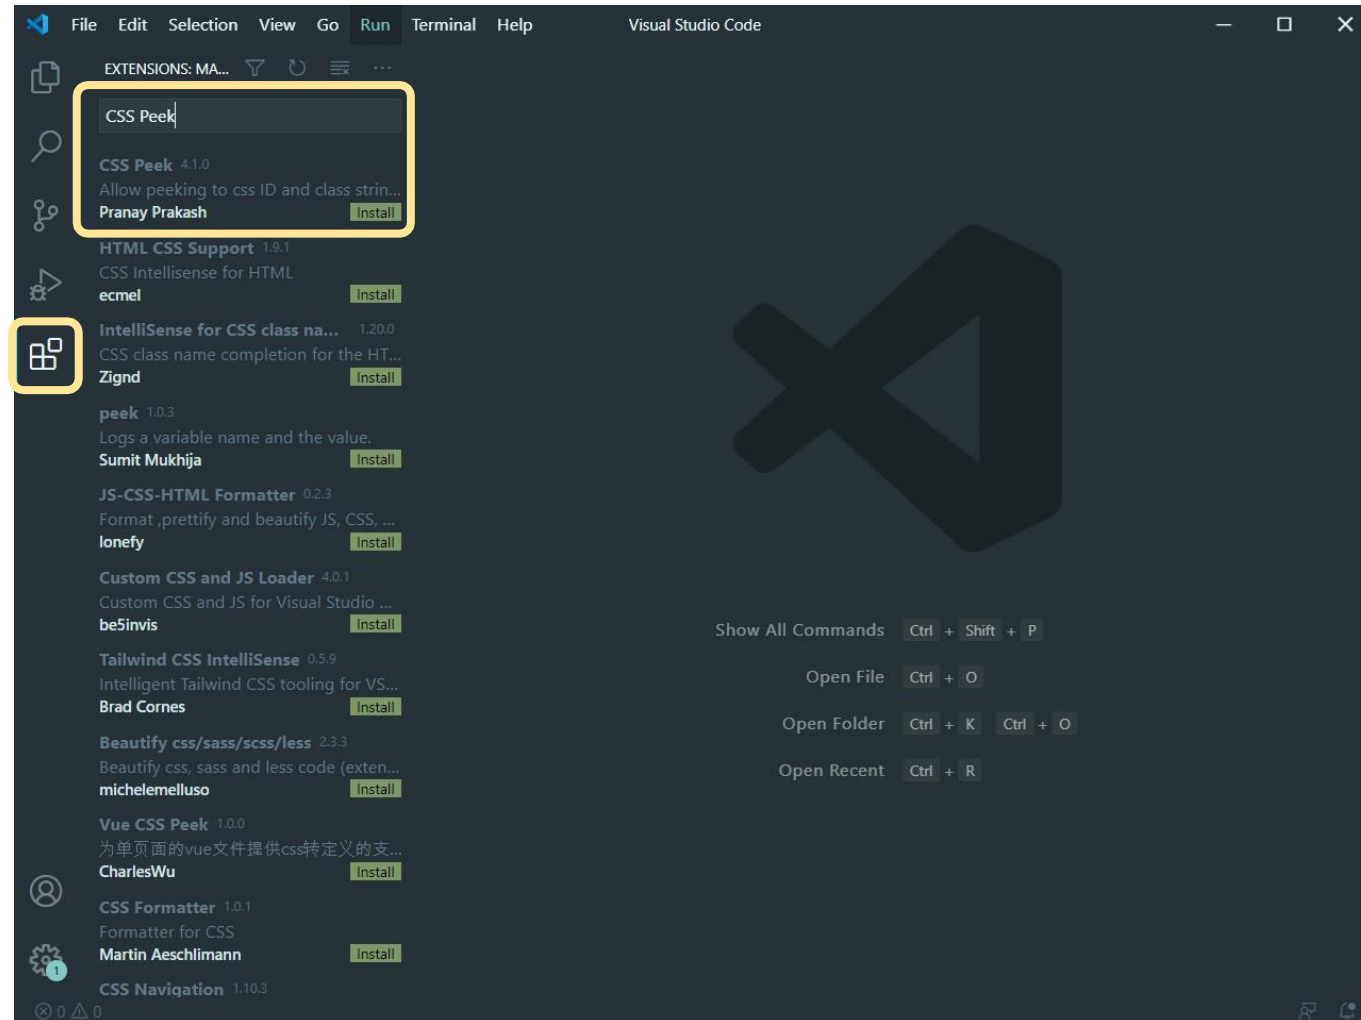 File Edit Selection View Go Run Terminal Help Visual Studio Code
EXTENSIONS: MA...
CSS Peek
CSS Peek 4.1.0
Allow peeking to css ID and class strin...
Pranay Prakash Install
HTML CSS Support 1.9.1
CSS Intellisense for HTML
ecmel Install
IntelliSense for CSS class na... 1.20.0
CSS class name completion for the HT...
Zignd Install
peek 1.0.3
Logs a variable name and the value.
Sumit Mukhija Install
JS-CSS-HTML Formatter 0.2.3
Format ,prettify and beautify JS, CSS, ...
lonefy Install
Custom CSS and JS Loader 4.0.1
Custom CSS and JS for Visual Studio ...
be5invis Install
Tailwind CSS IntelliSense 0.5.9
Intelligent Tailwind CSS tooling for VS...
Brad Cornes Install
Beautify css/sass/scss/less 2.3.3
Beautify css, sass and less code (exten...
michelemelluso Install
Vue CSS Peek 1.0.0
为单页面的vue文件提供css转定义的支...
CharlesWu Install
CSS Formatter 1.0.1
Formatter for CSS
Martin Aeschlimann Install
CSS Navigation 1.10.3
1
0 0
Show All Commands Ctrl + Shift + P
Open File Ctrl + O
Open Folder Ctrl + K Ctrl + O
Open Recent Ctrl + R